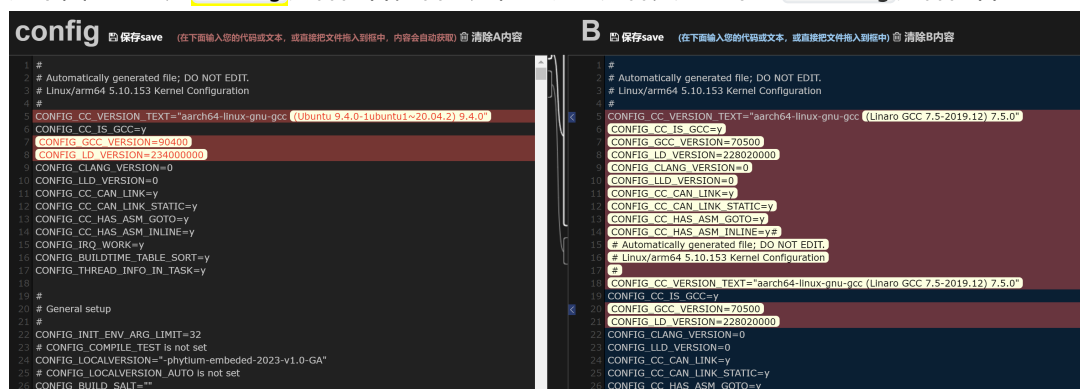 config 保存save (在下面输入您的代码或文本，或直接把文件拖入到框中，内容会自动获取) 清除A内容
1 #
2 # Automatically generated file; DO NOT EDIT.
3 # Linux/arm64 5.10.153 Kernel Configuration
4 #
5 CONFIG_CC_VERSION_TEXT="aarch64-linux-gnu-gcc (Ubuntu 9.4.0-1ubuntu1~20.04.2) 9.4.0"
6 CONFIG_CC_IS_GCC=y
7 CONFIG_GCC_VERSION=90400
8 CONFIG_LD_VERSION=234000000
9 CONFIG_CLANG_VERSION=0
10 CONFIG_LLD_VERSION=0
11 CONFIG_CC_CAN_LINK=y
12 CONFIG_CC_CAN_LINK_STATIC=y
13 CONFIG_CC_HAS_ASM_GOTO=y
14 CONFIG_CC_HAS_ASM_INLINE=y
15 CONFIG_IRQ_WORK=y
16 CONFIG_BUILDTIME_TABLE_SORT=y
17 CONFIG_THREAD_INFO_IN_TASK=y
18
19 #
20 # General setup
21 #
22 CONFIG_INIT_ENV_ARG_LIMIT=32
23 # CONFIG_COMPILE_TEST is not set
24 CONFIG_LOCALVERSION="-phytium-embeded-2023-v1.0-GA"
25 # CONFIG_LOCALVERSION_AUTO is not set
26 CONFIG_BUILD_SALT=""
B 保存save (在下面输入您的代码或文本，或直接把文件拖入到框中) 清除B内容
1 #
2 # Automatically generated file; DO NOT EDIT.
3 # Linux/arm64 5.10.153 Kernel Configuration
4 #
5 CONFIG_CC_VERSION_TEXT="aarch64-linux-gnu-gcc (Linaro GCC 7.5-2019.12) 7.5.0"
6 CONFIG_CC_IS_GCC=y
7 CONFIG_GCC_VERSION=70500
8 CONFIG_LD_VERSION=228020000
9 CONFIG_CLANG_VERSION=0
10 CONFIG_LLD_VERSION=0
11 CONFIG_CC_CAN_LINK=y
12 CONFIG_CC_CAN_LINK_STATIC=y
13 CONFIG_CC_HAS_ASM_GOTO=y
14 CONFIG_CC_HAS_ASM_INLINE=y#
15 # Automatically generated file; DO NOT EDIT.
16 # Linux/arm64 5.10.153 Kernel Configuration
17 #
18 CONFIG_CC_VERSION_TEXT="aarch64-linux-gnu-gcc (Linaro GCC 7.5-2019.12) 7.5.0"
19 CONFIG_CC_IS_GCC=y
20 CONFIG_GCC_VERSION=70500
21 CONFIG_LD_VERSION=228020000
22 CONFIG_CLANG_VERSION=0
23 CONFIG_LLD_VERSION=0
24 CONFIG_CC_CAN_LINK=y
25 CONFIG_CC_CAN_LINK_STATIC=y
26 CONFIG_CC_HAS_ASM_GOTO=y